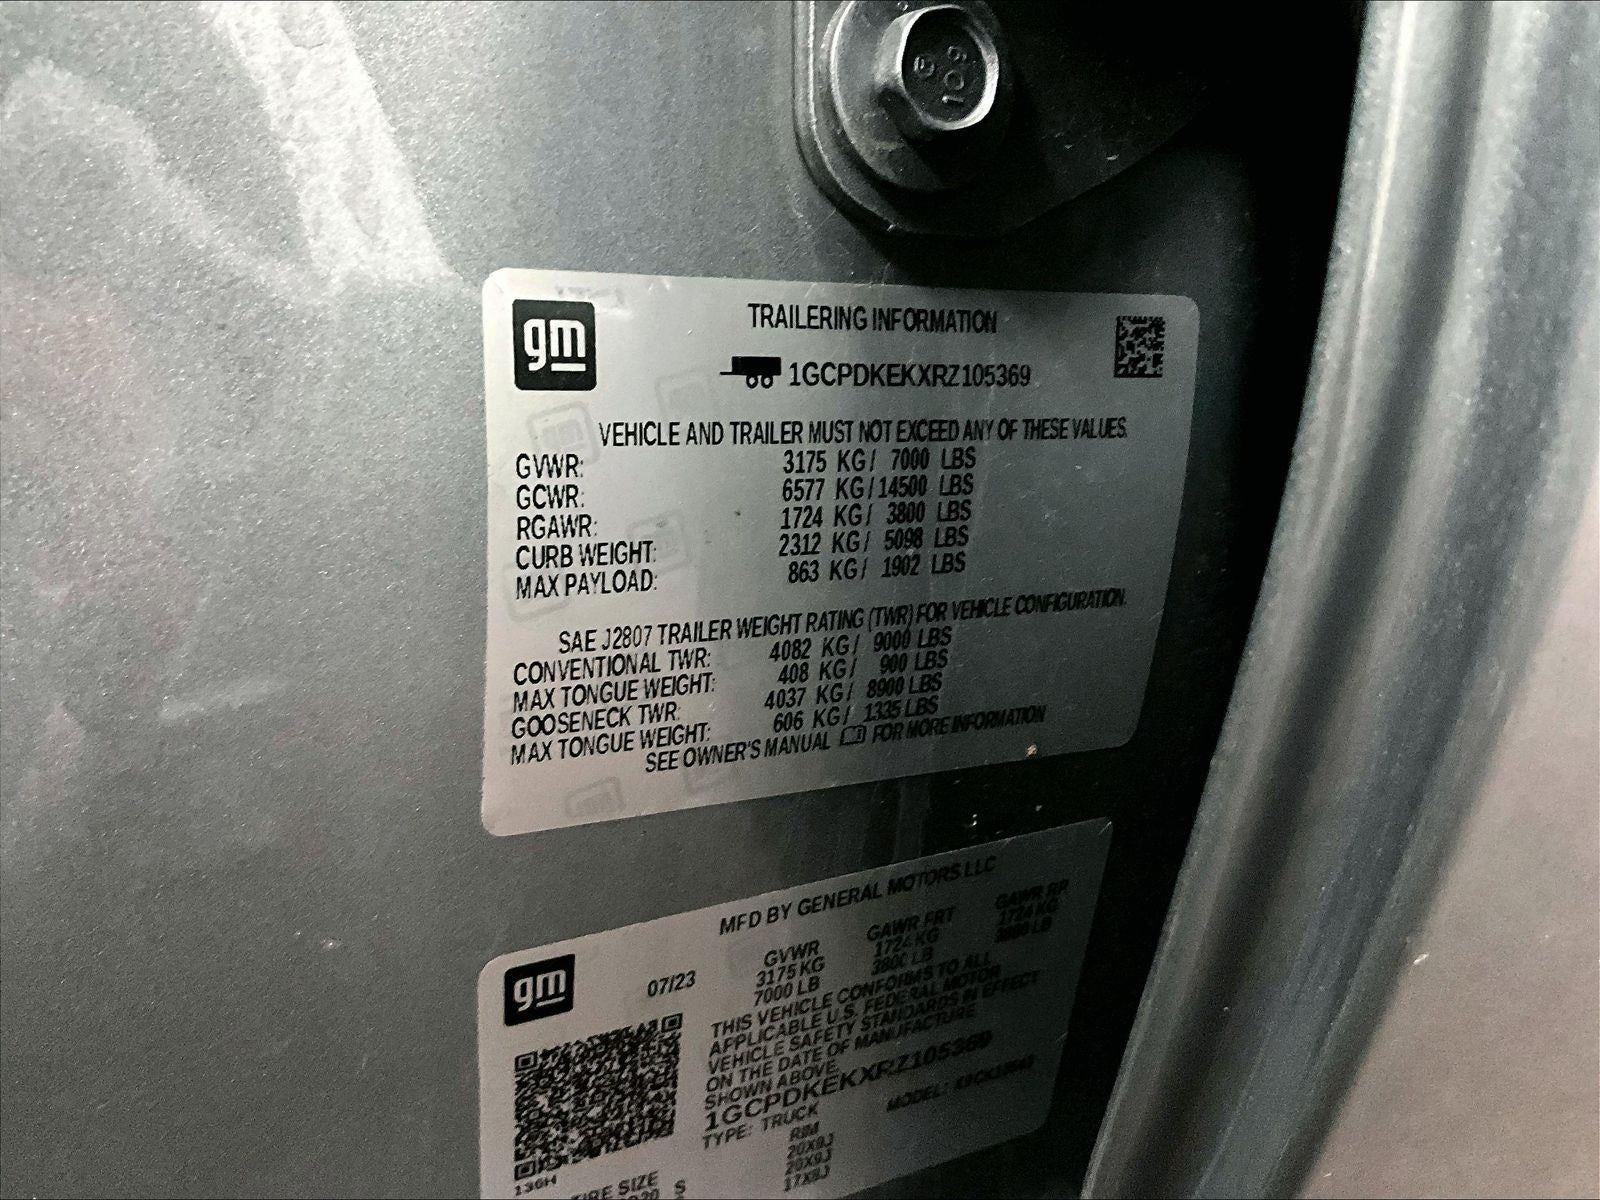 109
gm
TRAILERING INFORMATION
1GCPDKEKXRZ105369
VEHICLE AND TRAILER MUST NOT EXCEED ANY OF THESE VALUES.
GVWR: 3175 KG/ 7000 LBS
GCWR: 6577 KG/14500 LBS
RGAWR: 1724 KG/ 3800 LBS
CURB WEIGHT: 2312 KG/ 5098 LBS
MAX PAYLOAD: 863 KG/ 1902 LBS
SAE J2807 TRAILER WEIGHT RATING (TWR) FOR VEHICLE CONFIGURATION.
CONVENTIONAL TWR: 4082 KG/ 9000 LBS
MAX TONGUE WEIGHT: 408 KG/ 900 LBS
GOOSENECK TWR: 4037 KG/ 8900 LBS
MAX TONGUE WEIGHT: 606 KG/ 1335 LBS
SEE OWNER'S MANUAL FOR MORE INFORMATION
MFD BY GENERAL MOTORS LLC
gm
07/23
GVWR GAWR FRT GAWR RR
3175 KG 1724 KG 1724 KG
7000 LB 3800 LB 3800 LB
THIS VEHICLE CONFORMS TO ALL
APPLICABLE U.S. FEDERAL MOTOR
VEHICLE SAFETY STANDARDS IN EFFECT
ON THE DATE OF MANUFACTURE
SHOWN ABOVE.
1GCPDKEKXRZ105369
TYPE: TRUCK MODEL:
TIRE SIZE RIM
S 20X9J
20X9J
17X8J